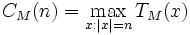 C_M(n) = max_{x:|x|=n} T_M(x)